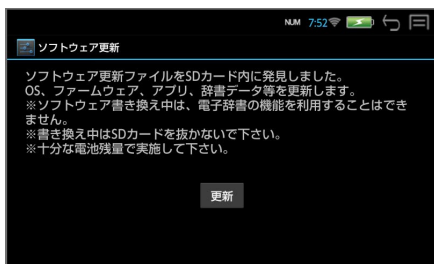 NUM 7:52
ソフトウェア更新
ソフトウェア更新ファイルをSDカード内に発見しました。
OS、ファームウェア、アプリ、辞書データ等を更新します。
※ソフトウェア書き換え中は、電子辞書の機能を利用することはでき
ません。
※書き換え中はSDカードを抜かないで下さい。
※十分な電池残量で実施して下さい。
更新